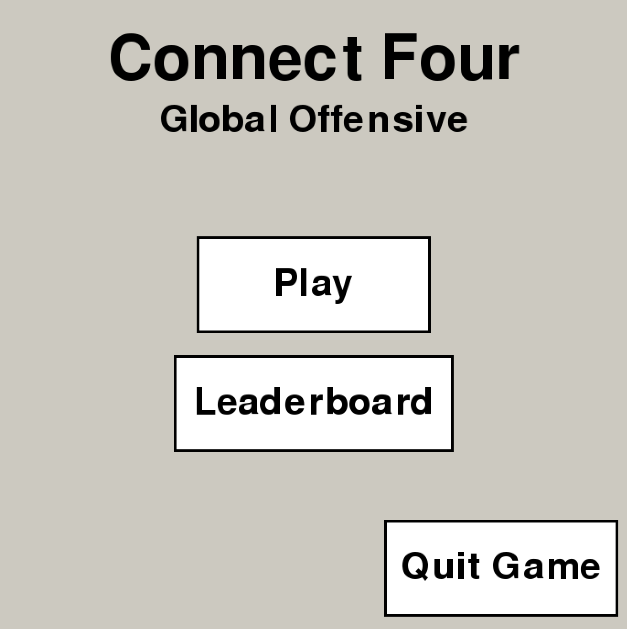 Connect Four
Global Offensive
Play
Leaderboard
Quit Game